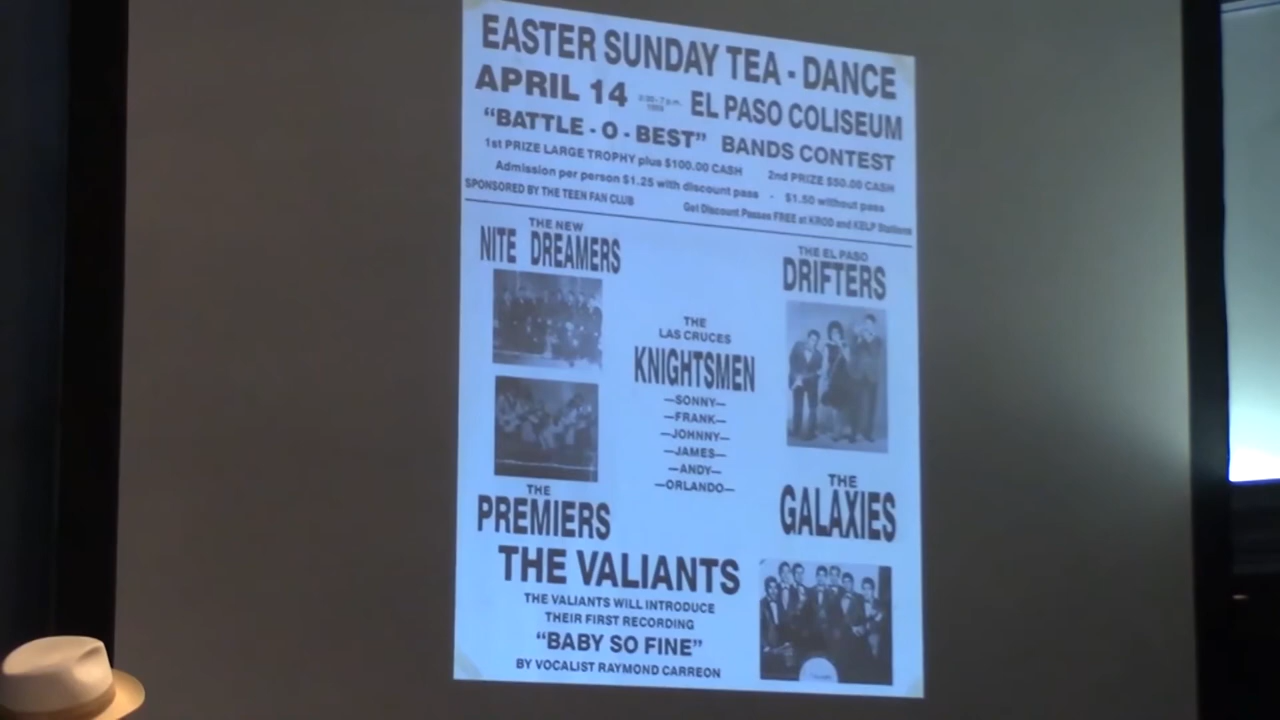 EASTER SUNDAY TEA - DANCE
APRIL 14 EL PASO COLISEUM
"BATTLE - O - BEST" BANDS CONTEST
1st PRIZE LARGE TROPHY plus $100.00 CASH 2nd PRIZE $50.00 CASH
Admission per person $1.25 with discount pass - $1.50 without pass
SPONSORED BY THE TEEN FAN CLUB Get Discount Passes FREE at KROD and KELP Stations
THE NEW
NITE DREAMERS
THE EL PASO
DRIFTERS
THE
LAS CRUCES
KNIGHTSMEN
—SONNY—
—FRANK—
—JOHNNY—
—JAMES—
—ANDY—
—ORLANDO—
THE
PREMIERS
THE
GALAXIES
THE VALIANTS
THE VALIANTS WILL INTRODUCE
THEIR FIRST RECORDING
"BABY SO FINE"
BY VOCALIST RAYMOND CARREON